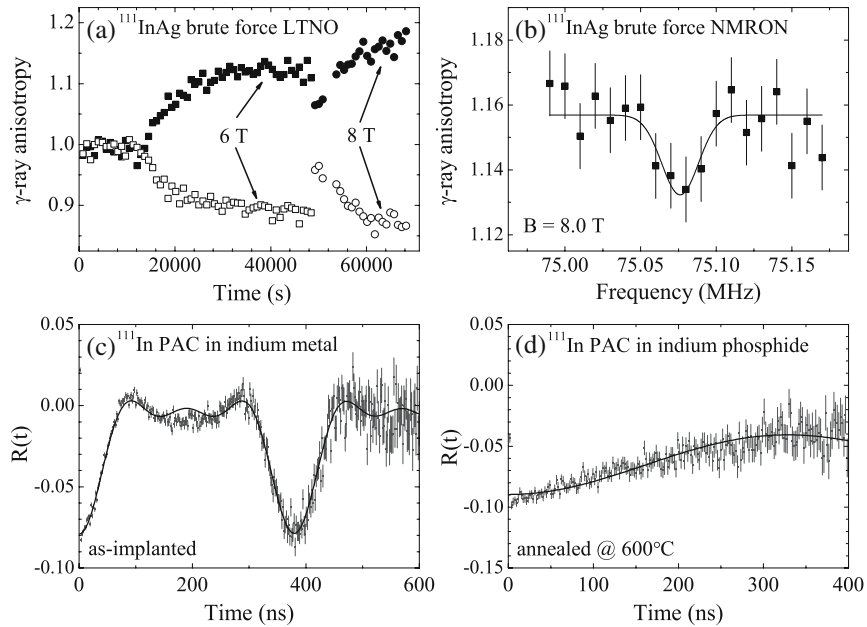 (a) ¹¹¹InAg brute force LTNO
γ-ray anisotropy
1.2
1.1
1.0
0.9
6 T
8 T
0 20000 40000 60000
Time (s)
(b) ¹¹¹InAg brute force NMRON
γ-ray anisotropy
1.18
1.16
1.14
1.12
B = 8.0 T
75.00 75.05 75.10 75.15
Frequency (MHz)
(c) ¹¹¹In PAC in indium metal
R(t)
0.05
0.00
-0.05
-0.10
as-implanted
0 200 400 600
Time (ns)
(d) ¹¹¹In PAC in indium phosphide
R(t)
0.05
0.00
-0.05
-0.10
-0.15
annealed @ 600°C
0 100 200 300 400
Time (ns)